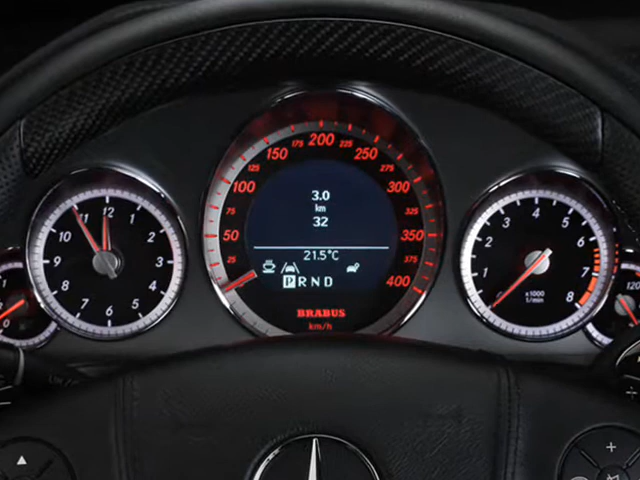 11 12 1
10 2
9 3
8 4
7 6 5
175 200 225
150 250
125 275
100 300
75 325
50 350
25 375
400
3.0
km
32
21.5°C
P R N D
BRABUS
km/h
3 4 5
2 6
1 7
8
x1000
1/min
0
120
+